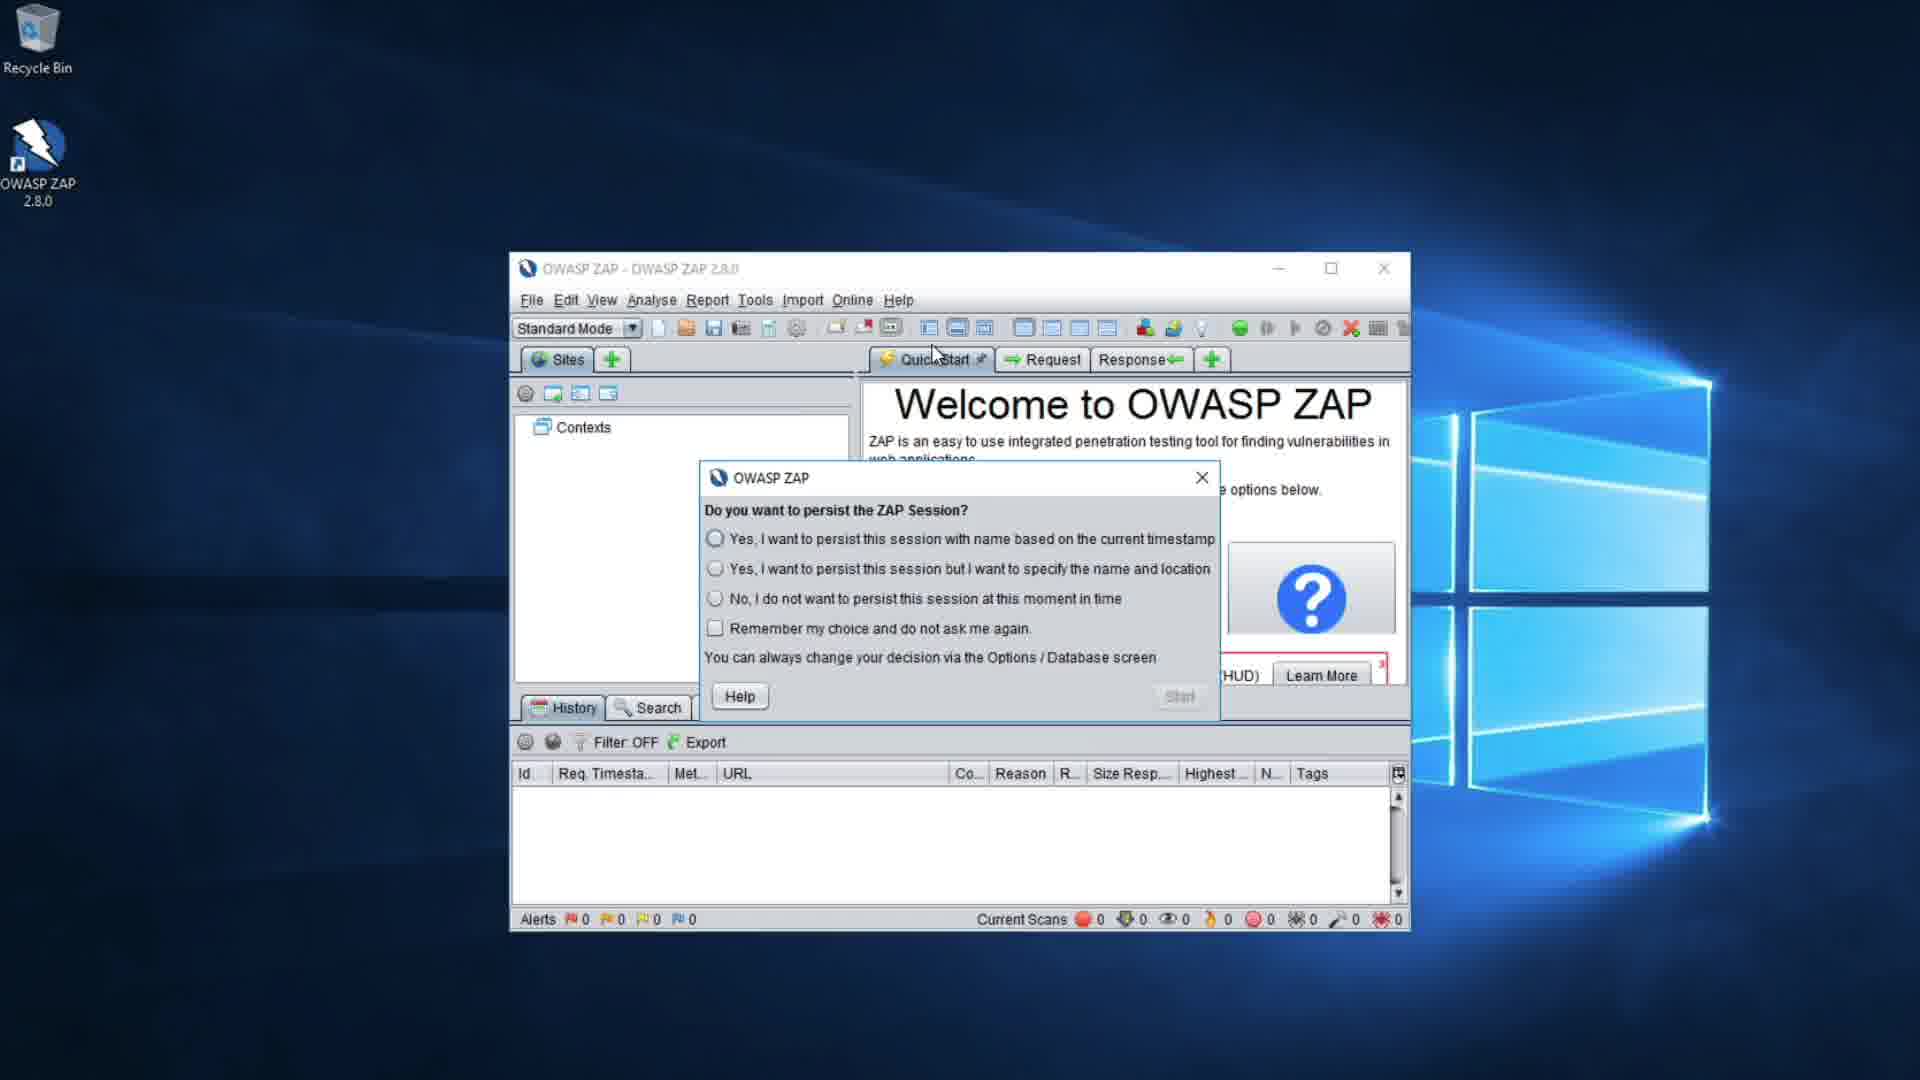 Recycle Bin
OWASP ZAP
2.8.0
OWASP ZAP - OWASP ZAP 2.8.0
File Edit View Analyse Report Tools Import Online Help
Standard Mode
Sites
Quick Start
Request
Response
Contexts
Welcome to OWASP ZAP
ZAP is an easy to use integrated penetration testing tool for finding vulnerabilities in
web applications.
e options below.
OWASP ZAP
Do you want to persist the ZAP Session?
Yes, I want to persist this session with name based on the current timestamp
Yes, I want to persist this session but I want to specify the name and location
No, I do not want to persist this session at this moment in time
Remember my choice and do not ask me again.
You can always change your decision via the Options / Database screen
Help
Start
(HUD)
Learn More
History
Search
Filter: OFF
Export
Id Req. Timesta... Met... URL Co... Reason R... Size Resp.... Highest ... N... Tags
Alerts 0 0 0 0
Current Scans 0 0 0 0 0 0 0 0